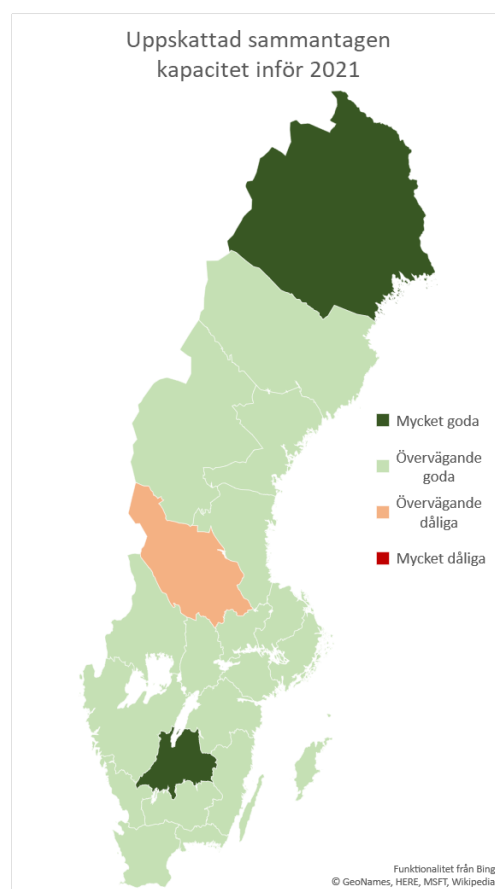 Uppskattad sammantagen
kapacitet inför 2021
Mycket goda
Övervägande
goda
Övervägande
dåliga
Mycket dåliga
Funktionalitet från Bing
© GeoNames, HERE, MSFT, Wikipedia